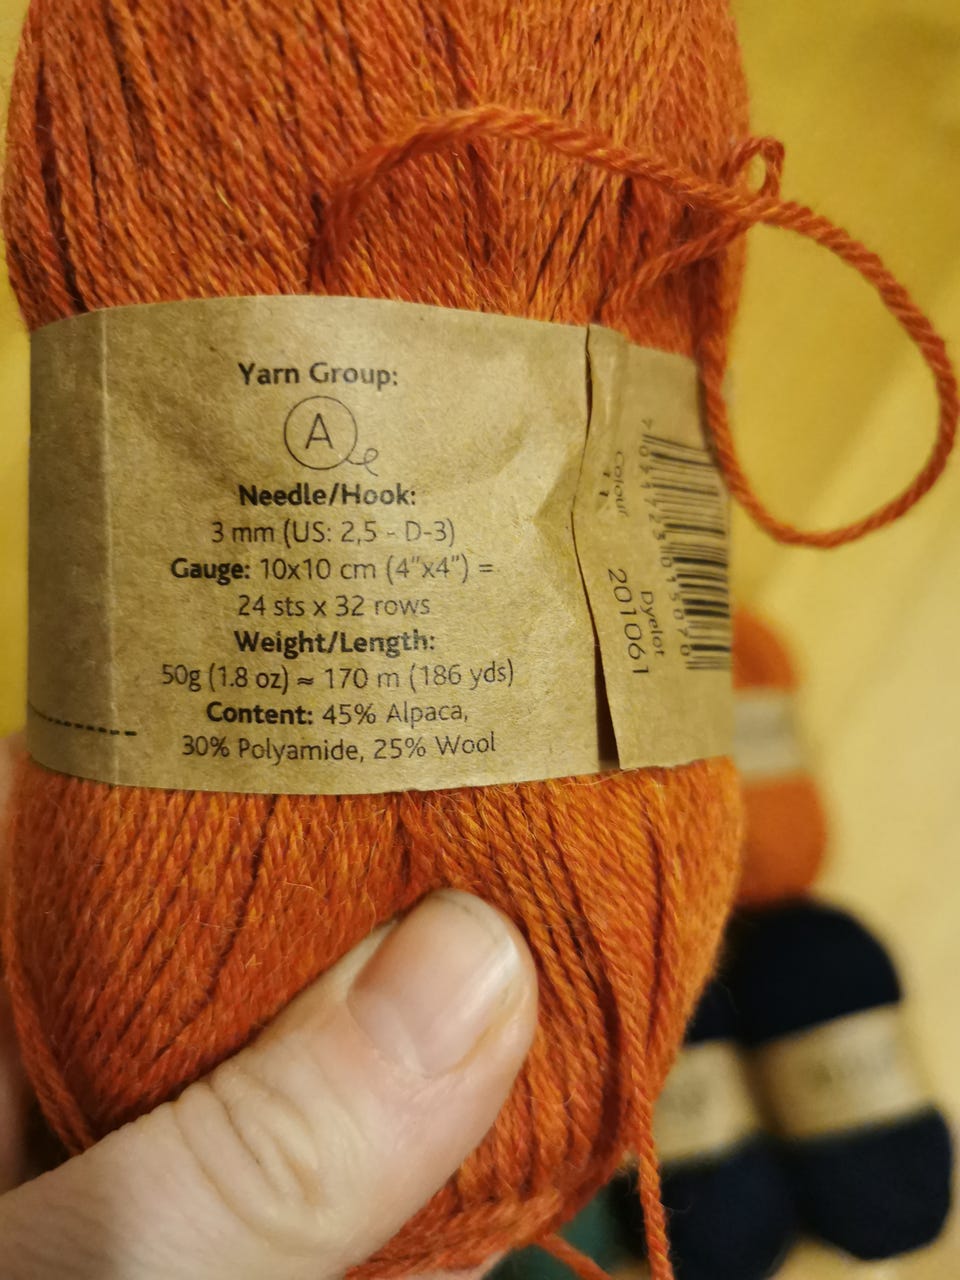 Yarn Group:
A
Needle/Hook:
3 mm (US: 2,5 - D-3)
Gauge: 10x10 cm (4"x4") =
24 sts x 32 rows
Weight/Length:
50g (1.8 oz) ≈ 170 m (186 yds)
Content: 45% Alpaca,
30% Polyamide, 25% Wool
Colour
Dyelot
201061